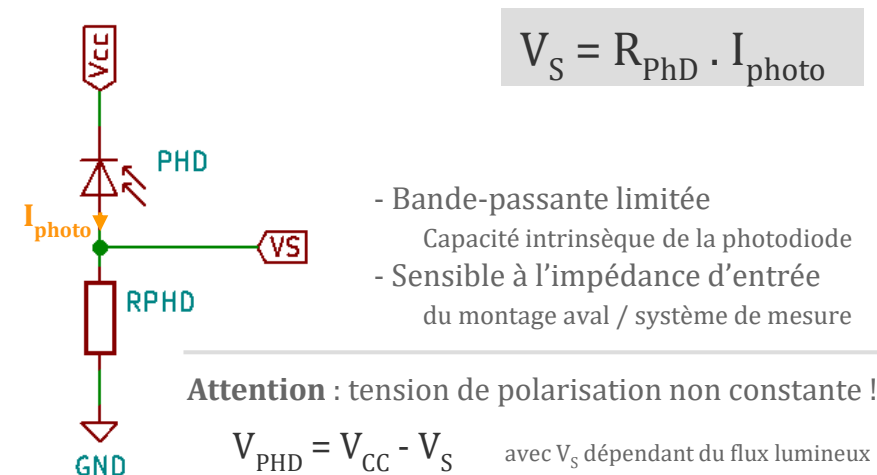 Vcc
V_S = R_PhD . I_photo
PHD
I_photo
VS
RPHD
GND
- Bande-passante limitée
Capacité intrinsèque de la photodiode
- Sensible à l’impédance d’entrée
du montage aval / système de mesure
Attention : tension de polarisation non constante !
V_PHD = V_CC - V_S
avec V_S dépendant du flux lumineux